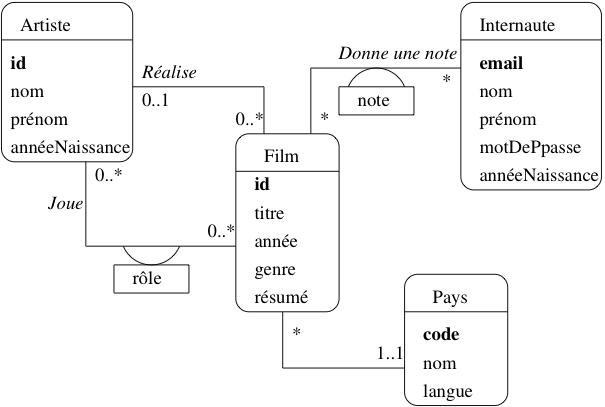 Artiste
id
nom
prénom
annéeNaissance
Réalise
0..1
0..*
Donne une note
*
note
*
Internaute
email
nom
prénom
motDePpasse
annéeNaissance
0..*
Joue
0..*
rôle
Film
id
titre
année
genre
résumé
*
1..1
Pays
code
nom
langue